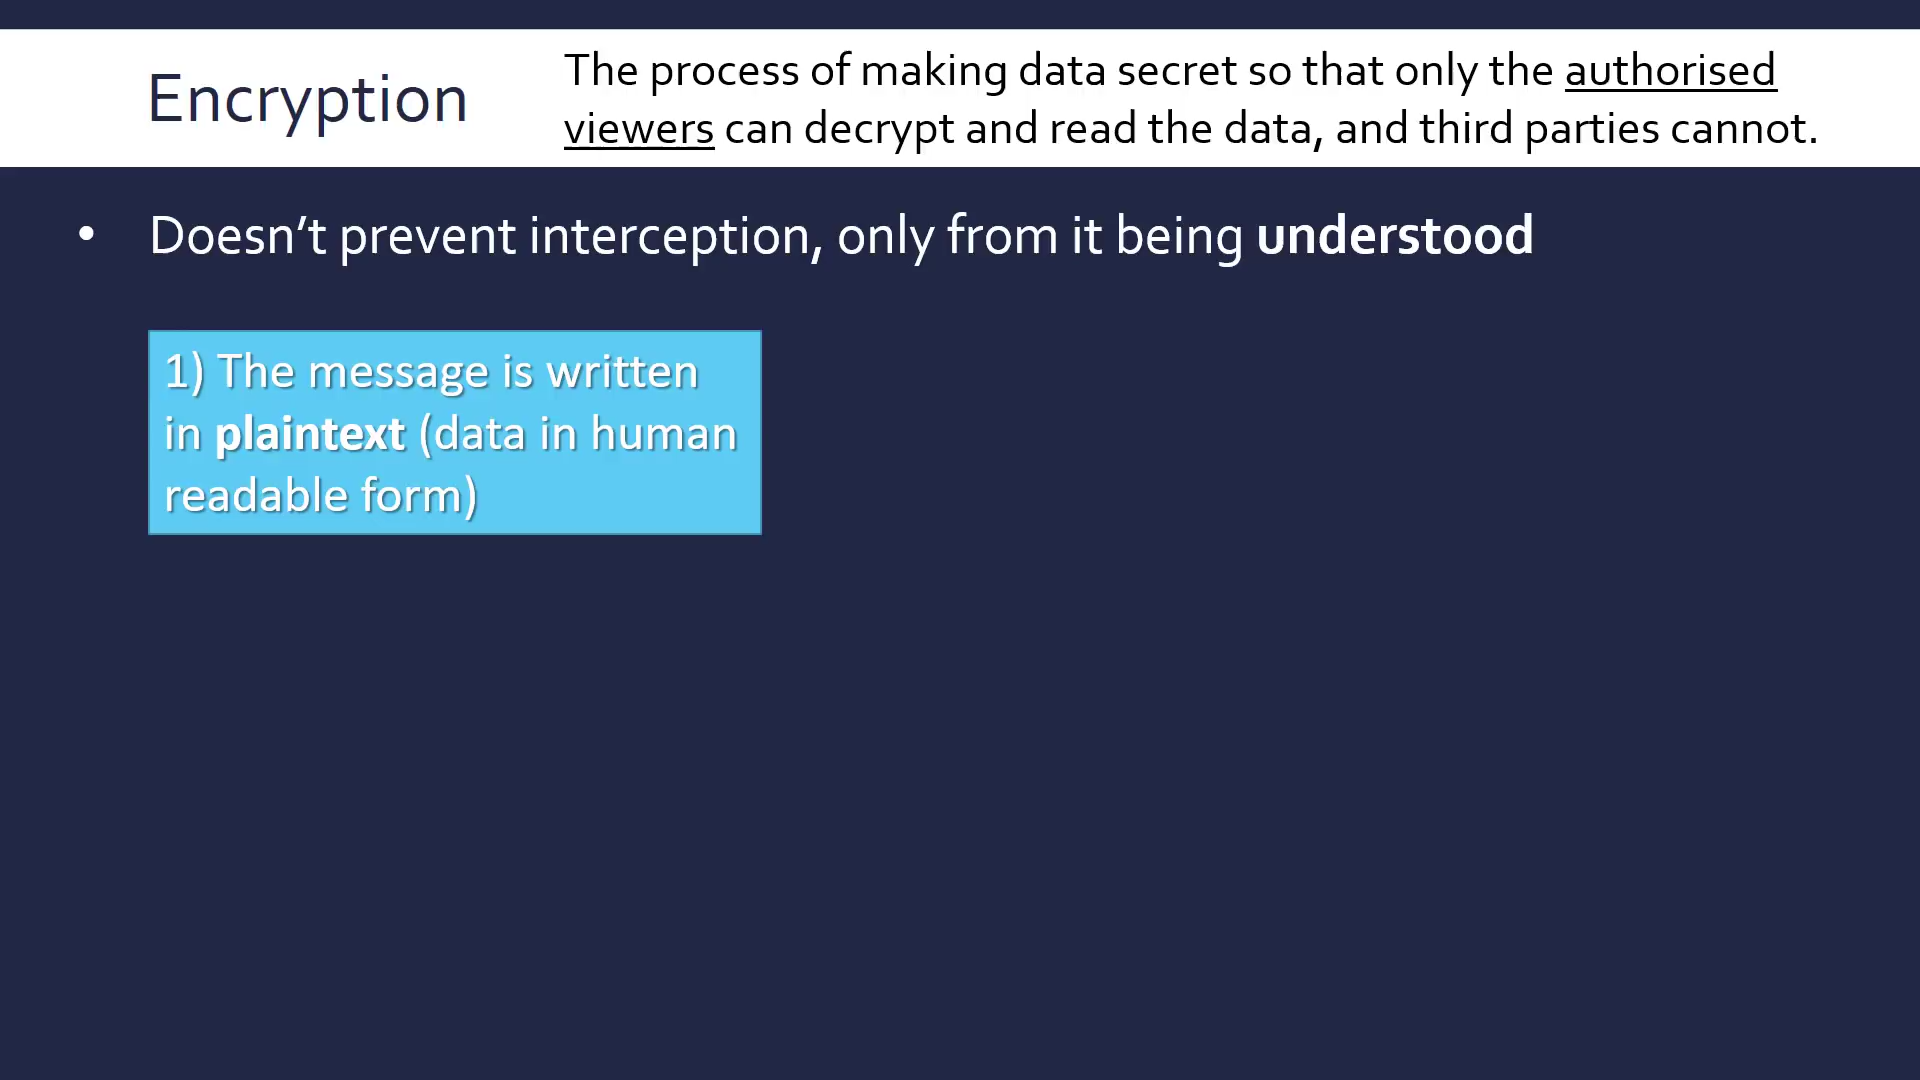 Encryption
The process of making data secret so that only the authorised
viewers can decrypt and read the data, and third parties cannot.
• Doesn’t prevent interception, only from it being understood
1) The message is written
in plaintext (data in human
readable form)